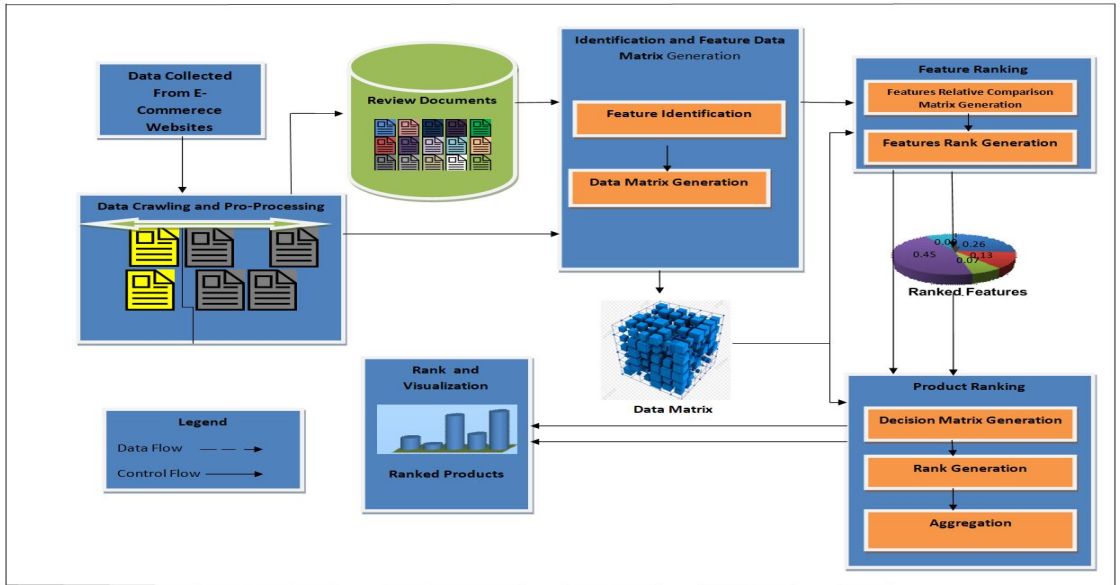 Data Collected
From E-
Commerece
Websites
Data Crawling and Pro-Processing
Review Documents
Identification and Feature Data
Matrix Generation
Feature Identification
Data Matrix Generation
Feature Ranking
Features Relative Comparison
Matrix Generation
Features Rank Generation
0.26
0.13
0.07
0.45
Ranked Features
Data Matrix
Rank and
Visualization
Ranked Products
Product Ranking
Decision Matrix Generation
Rank Generation
Aggregation
Legend
Data Flow
Control Flow